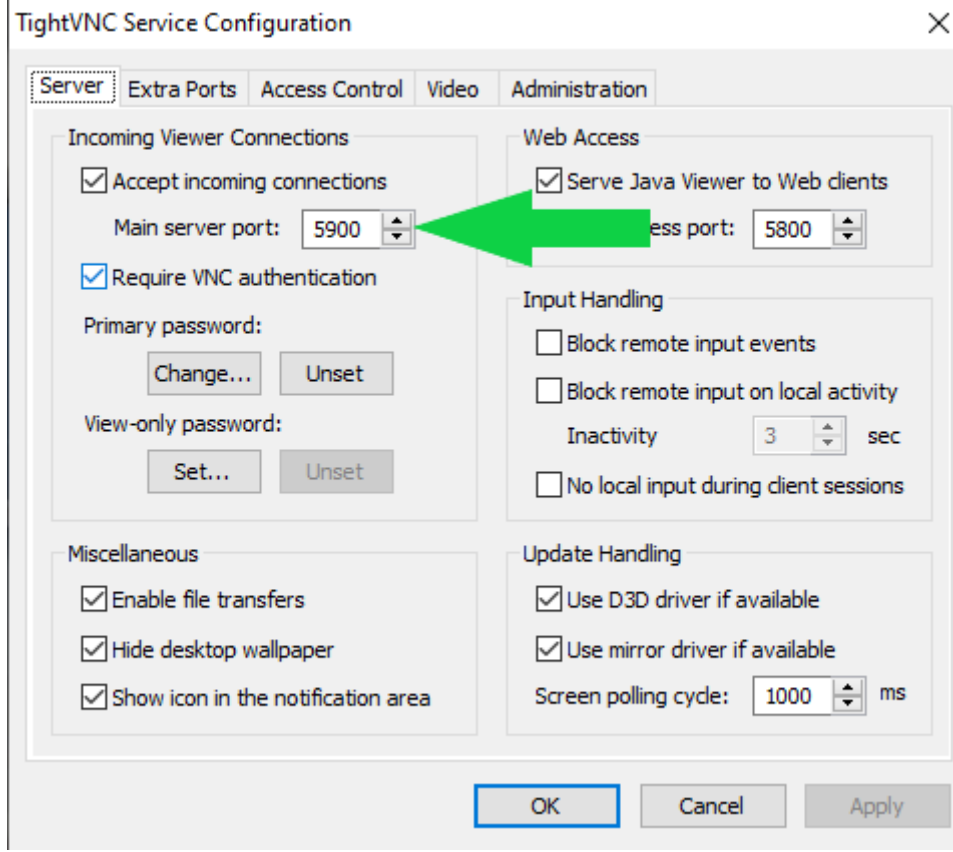 TightVNC Service Configuration
Server Extra Ports Access Control Video Administration
Incoming Viewer Connections
Accept incoming connections
Main server port: 5900
Require VNC authentication
Primary password:
Change... Unset
View-only password:
Set... Unset
Web Access
Serve Java Viewer to Web clients
port: 5800
Input Handling
Block remote input events
Block remote input on local activity
Inactivity 3 sec
No local input during client sessions
Miscellaneous
Enable file transfers
Hide desktop wallpaper
Show icon in the notification area
Update Handling
Use D3D driver if available
Use mirror driver if available
Screen polling cycle: 1000 ms
OK Cancel Apply